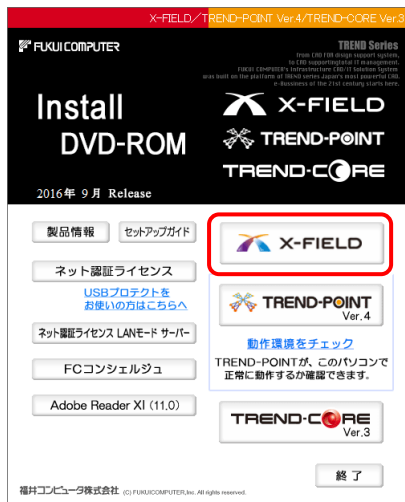 X-FIELD/TREND-POINT Ver.4/TREND-CORE Ver.3
FUKUI COMPUTER
TREND Series
from CAD FOR design support system,
to CAD supportingtotal IT management.
FUKUI COMPUTER's Infrastructure CAD/IT Solution System
was built on the platform of TREND series Japan's most powerful CAD.
e-Bussiness of the 21st century starts here.
Install
DVD-ROM
2016年 9月 Release
X-FIELD
TREND-POINT
TREND-CORE
製品情報
セットアップガイド
ネット認証ライセンス
USBプロテクトを
お使いの方はこちらへ
ネット認証ライセンス LANモード サーバー
FCコンシェルジュ
Adobe Reader XI (11.0)
X-FIELD
TREND-POINT
Ver.4
動作環境をチェック
TREND-POINTが、このパソコンで
正常に動作するか確認できます。
TREND-CORE
Ver.3
終了
福井コンピュータ株式会社 (C) FUKUICOMPUTER,Inc. All rights reserved.